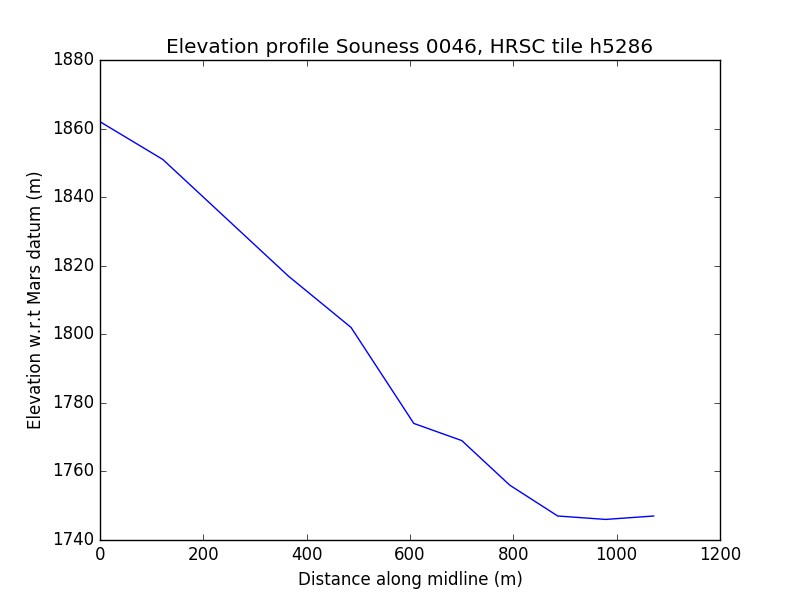 Elevation profile Souness 0046, HRSC tile h5286
Elevation w.r.t Mars datum (m)
1880
1860
1840
1820
1800
1780
1760
1740
0 200 400 600 800 1000 1200
Distance along midline (m)